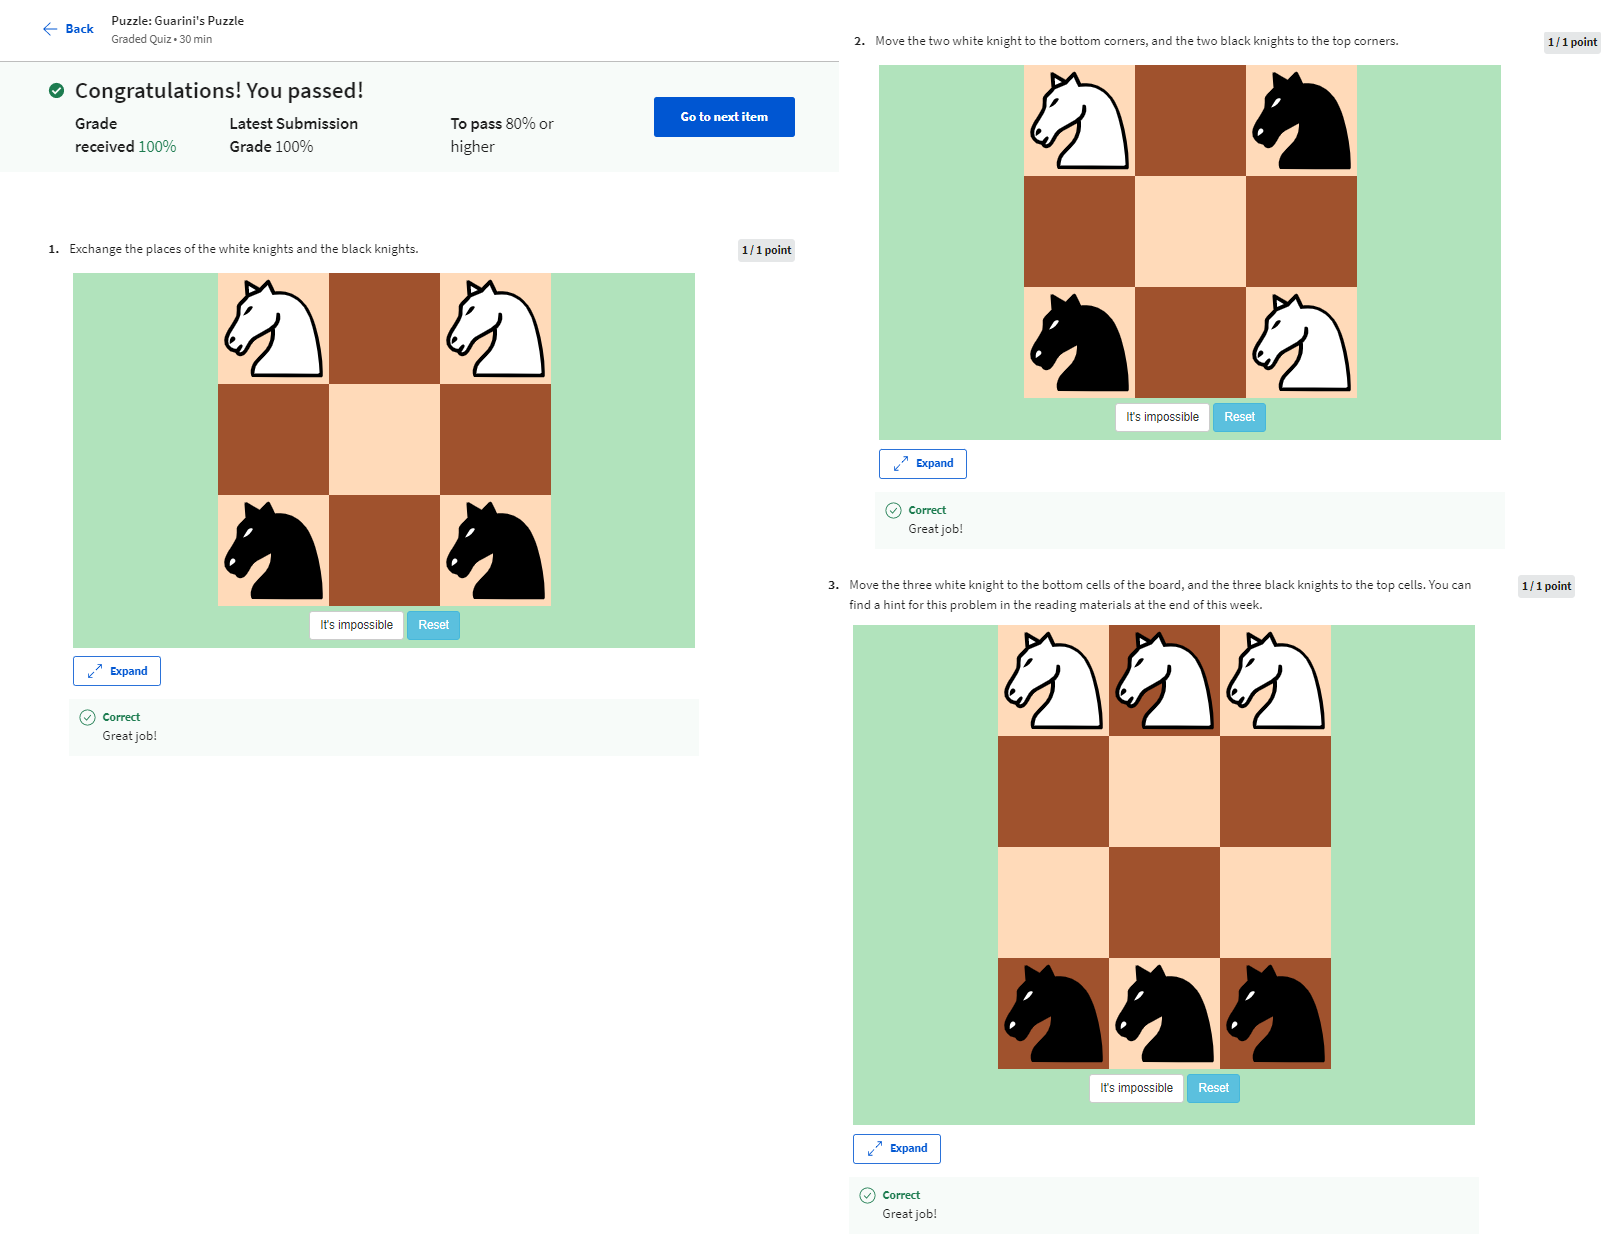 Back
Puzzle: Guarini's Puzzle
Graded Quiz • 30 min
Congratulations! You passed!
Grade
received 100%
Latest Submission
Grade 100%
To pass 80% or
higher
Go to next item
1. Exchange the places of the white knights and the black knights.
1 / 1 point
It's impossible
Reset
Expand
Correct
Great job!
2. Move the two white knight to the bottom corners, and the two black knights to the top corners.
1 / 1 point
It's impossible
Reset
Expand
Correct
Great job!
3. Move the three white knight to the bottom cells of the board, and the three black knights to the top cells. You can
find a hint for this problem in the reading materials at the end of this week.
1 / 1 point
It's impossible
Reset
Expand
Correct
Great job!